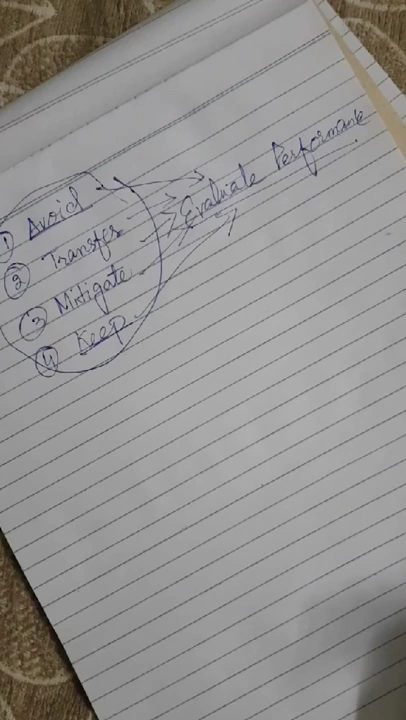 ① Avoid
② Transfer
③ Mitigate
④ Keep
Evaluate Performance